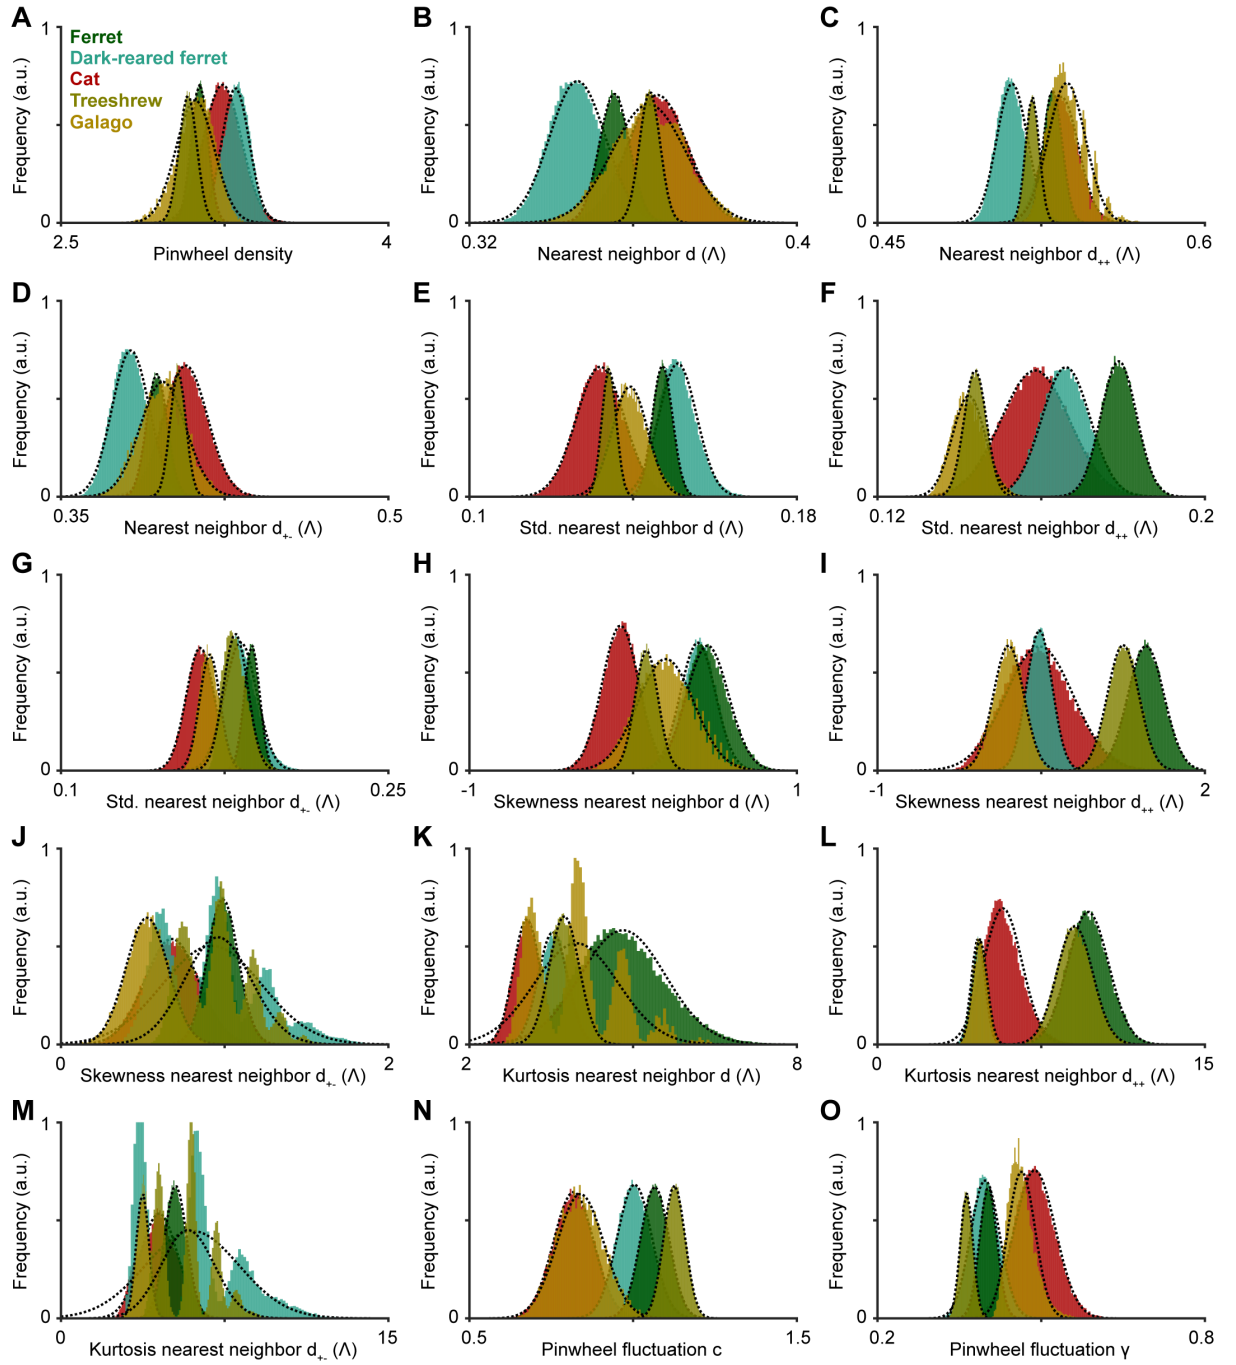 A
B
C
Ferret
Dark-reared ferret
Cat
Treeshrew
Galago
1
1
1
Frequency (a.u.)
Frequency (a.u.)
Frequency (a.u.)
0
0
0
2.5
4
0.32
0.4
0.45
0.6
Pinwheel density
Nearest neighbor d (Λ)
Nearest neighbor d++ (Λ)
D
E
F
1
1
1
Frequency (a.u.)
Frequency (a.u.)
Frequency (a.u.)
0
0
0
0.35
0.5
0.1
0.18
0.12
0.2
Nearest neighbor d+- (Λ)
Std. nearest neighbor d (Λ)
Std. nearest neighbor d++ (Λ)
G
H
I
1
1
1
Frequency (a.u.)
Frequency (a.u.)
Frequency (a.u.)
0
0
0
0.1
0.25
-1
1
-1
2
Std. nearest neighbor d+- (Λ)
Skewness nearest neighbor d (Λ)
Skewness nearest neighbor d++ (Λ)
J
K
L
1
1
1
Frequency (a.u.)
Frequency (a.u.)
Frequency (a.u.)
0
0
0
0
2
2
8
0
15
Skewness nearest neighbor d+- (Λ)
Kurtosis nearest neighbor d (Λ)
Kurtosis nearest neighbor d++ (Λ)
M
N
O
1
1
1
Frequency (a.u.)
Frequency (a.u.)
Frequency (a.u.)
0
0
0
0
15
0.5
1.5
0.2
0.8
Kurtosis nearest neighbor d+- (Λ)
Pinwheel fluctuation c
Pinwheel fluctuation γ